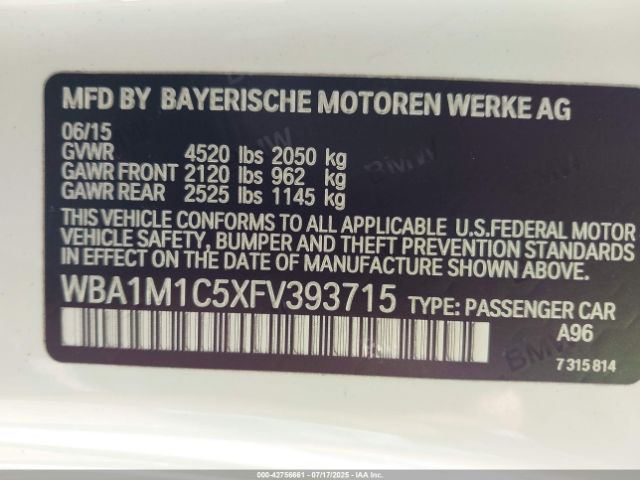 MFD BY BAYERISCHE MOTOREN WERKE AG
06/15
GVWR 4520 lbs 2050 kg
GAWR FRONT 2120 lbs 962 kg
GAWR REAR 2525 lbs 1145 kg
THIS VEHICLE CONFORMS TO ALL APPLICABLE U.S.FEDERAL MOTOR
VEHICLE SAFETY, BUMPER AND THEFT PREVENTION STANDARDS
IN EFFECT ON THE DATE OF MANUFACTURE SHOWN ABOVE.
WBA1M1C5XFV393715 TYPE: PASSENGER CAR
A96
7 315 814
BMW
000-42756661 - 07/17/2025 - IAAI.COM